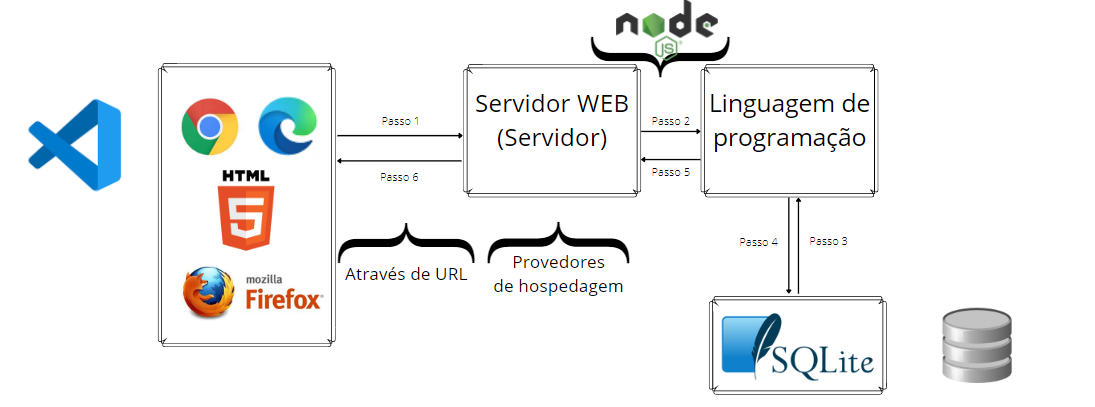 node
JS
Servidor WEB
(Servidor)
Linguagem de
programação
Passo 1
Passo 2
Passo 6
Passo 5
HTML
5
mozilla
Firefox
Através de URL
Provedores
de hospedagem
Passo 4
Passo 3
SQLite